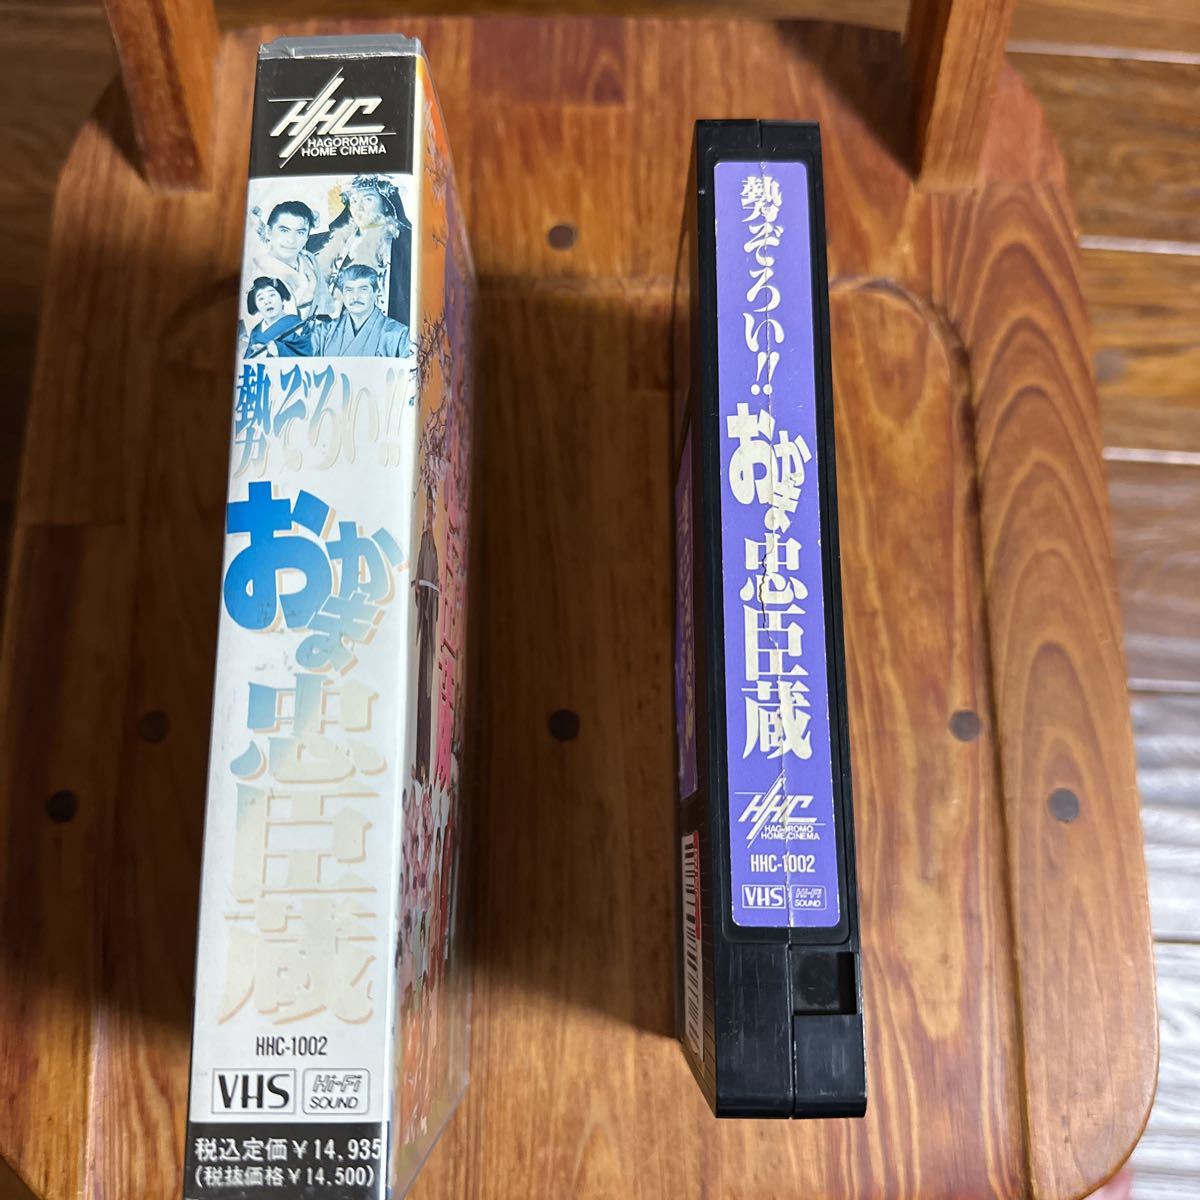 HHC
HAGOROMO
HOME CINEMA
勢ぞろい!!
おかま忠臣蔵
HHC-1002
VHS
Hi-Fi
SOUND
税込定価￥14,935
(税抜価格￥14,500)
勢ぞろい!!
おかま忠臣蔵
HHC
HAGOROMO
HOME CINEMA
HHC-1002
VHS
Hi-Fi
SOUND